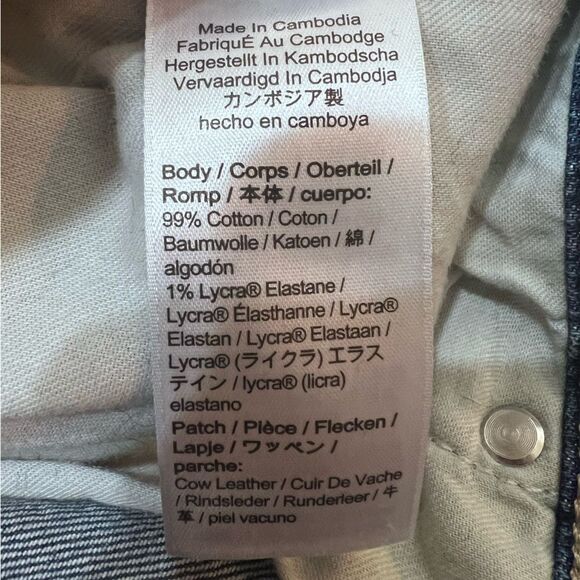 Made In Cambodia
FabriquÉ Au Cambodge
Hergestellt In Kambodscha
Vervaardigd In Cambodja
カンボジア製
hecho en camboya
Body / Corps / Oberteil /
Romp / 本体 / cuerpo:
99% Cotton / Coton /
Baumwolle / Katoen / 綿 /
algodón
1% Lycra® Elastane /
Lycra® Élasthanne / Lycra®
Elastan / Lycra® Elastaan /
Lycra® (ライクラ) エラス
テイン / lycra® (licra)
elastano
Patch / Pièce / Flecken /
Lapje / ワッペン /
parche:
Cow Leather / Cuir De Vache
/ Rindsleder / Runderleer / 牛
革 / piel vacuno